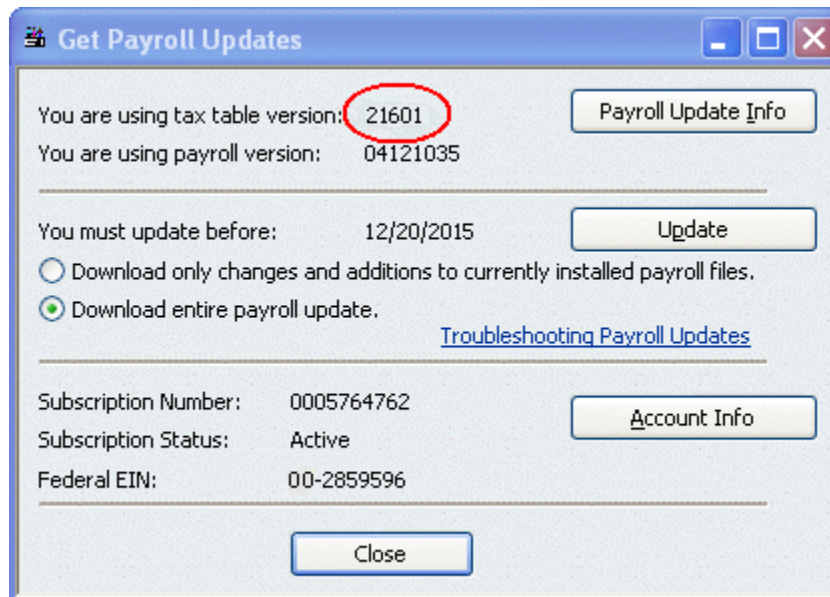 Get Payroll Updates
You are using tax table version: 21601
Payroll Update Info
You are using payroll version: 04121035
You must update before: 12/20/2015
Update
Download only changes and additions to currently installed payroll files.
Download entire payroll update.
Troubleshooting Payroll Updates
Subscription Number: 0005764762
Account Info
Subscription Status: Active
Federal EIN: 00-2859596
Close